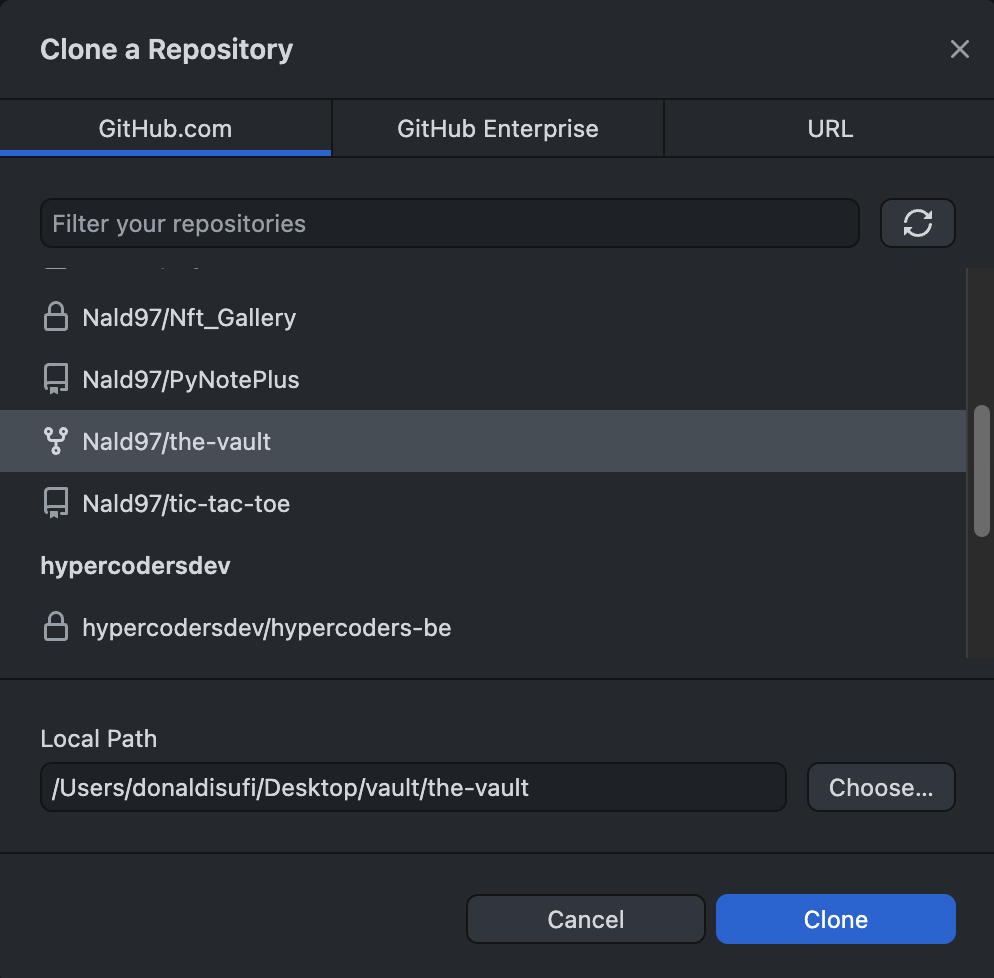 Clone a Repository
GitHub.com
GitHub Enterprise
URL
Filter your repositories
Nald97/Nft_Gallery
Nald97/PyNotePlus
Nald97/the-vault
Nald97/tic-tac-toe
hypercodersdev
hypercodersdev/hypercoders-be
Local Path
/Users/donaldisufi/Desktop/vault/the-vault
Choose...
Cancel
Clone